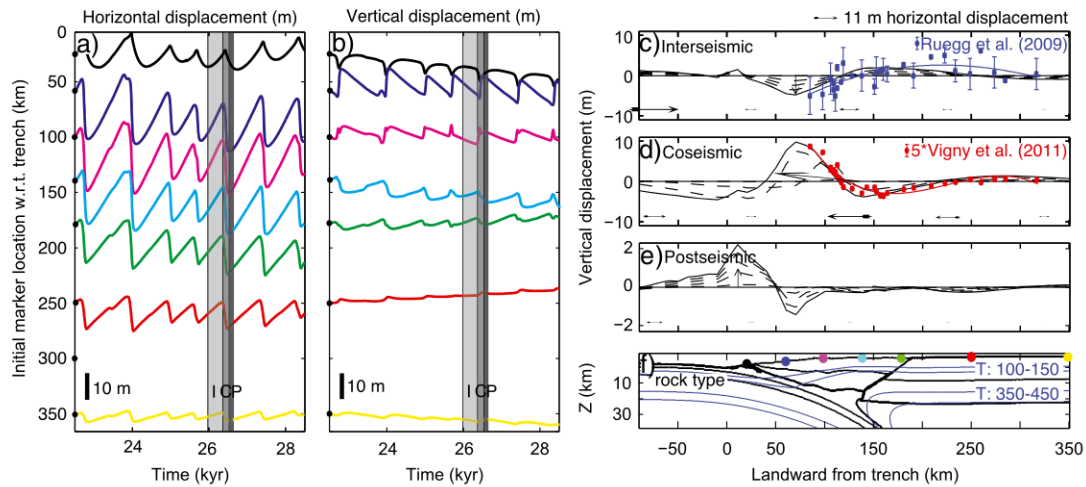 Horizontal displacement (m)
Vertical displacement (m)
11 m horizontal displacement
Initial marker location w.r.t. trench (km)
0
50
100
150
200
250
300
350
a)
10 m
I CP
24
26
28
Time (kyr)
b)
10 m
I CP
24
26
28
Time (kyr)
Vertical displacement (m)
c) Interseismic
Ruegg et al. (2009)
10
0
−10
d) Coseismic
5*Vigny et al. (2011)
10
0
−10
e) Postseismic
2
0
−2
f) rock type
T: 100-150
T: 350-450
Z (km)
10
30
−50
0
50
100
150
200
250
300
350
Landward from trench (km)